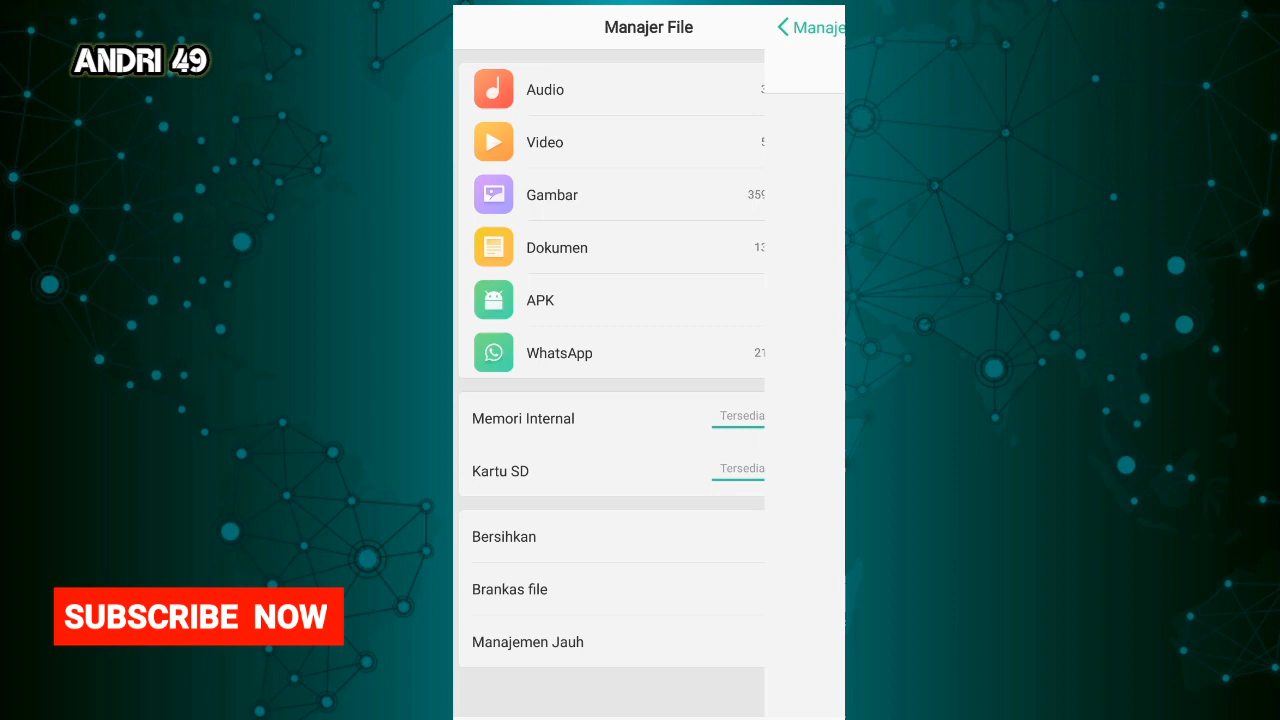 ANDRI 49
Manajer File
Audio
Video
Gambar
Dokumen
APK
WhatsApp
Memori Internal
Tersedia
Kartu SD
Tersedia
Bersihkan
Brankas file
Manajemen Jauh
SUBSCRIBE NOW